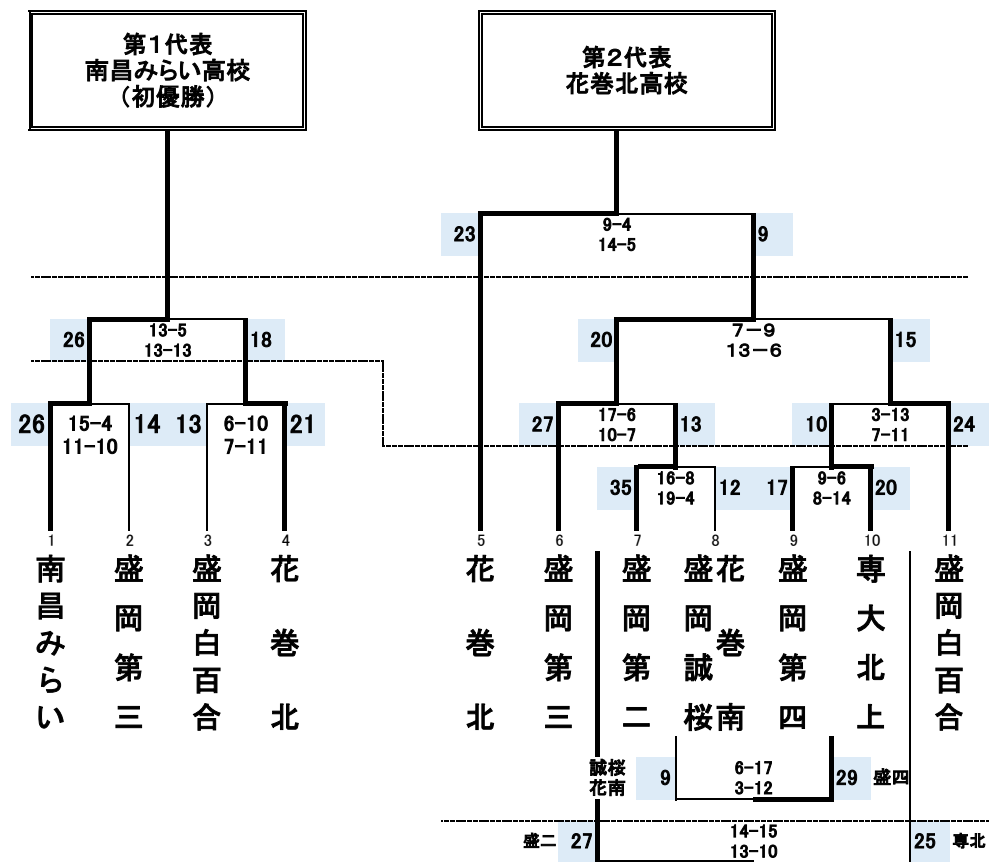 第１代表
南昌みらい高校
（初優勝）
第２代表
花巻北高校
23
9-4
14-5
9
26
13-5
13-13
18
20
７－９
１３－６
15
26
15-4
11-10
14
13
6-10
7-11
21
27
17-6
10-7
13
10
3-13
7-11
24
35
16-8
19-4
12
17
9-6
8-14
20
1
2
3
4
5
6
7
8
9
10
11
南昌みらい
盛岡第三
盛岡白百合
花巻北
花巻北
盛岡第三
盛岡第二
盛岡誠桜
花巻南
盛岡第四
専大北上
盛岡白百合
誠桜
花南
9
6-17
3-12
29
盛四
盛二
27
14-15
13-10
25
専北